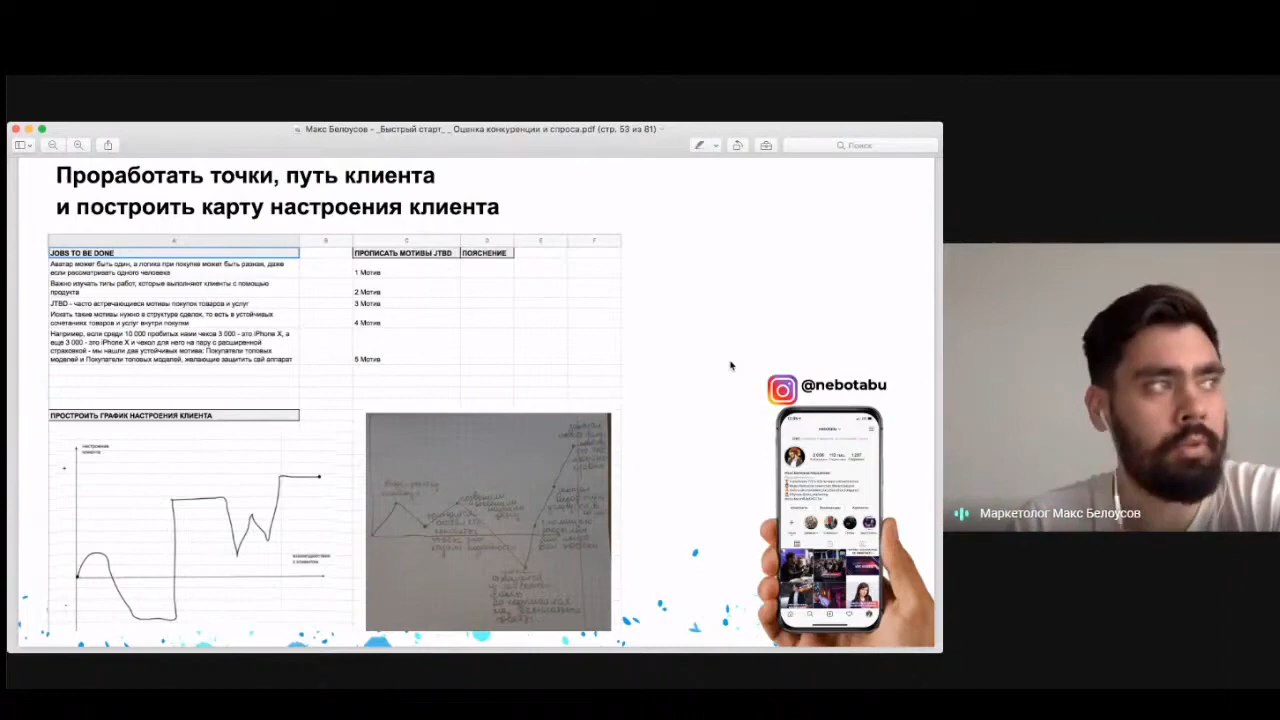 Макс Белоусов - _Быстрый старт_ _ Оценка конкуренции и спроса.pdf (стр. 53 из 81)
Поиск
Проработать точки, путь клиента
и построить карту настроения клиента
A B C D E F
JOBS TO BE DONE
ПРОПИСАТЬ МОТИВЫ JTBD
ПОЯСНЕНИЕ
Аватар может быть один, а логика при покупке может быть разная, даже
если рассматривать одного человека
1 Мотив
Важно изучать типы работ, которые выполняют клиенты с помощью
продукта
2 Мотив
JTBD - часто встречающиеся мотивы покупок товаров и услуг
3 Мотив
Искать такие мотивы нужно в структуре сделок, то есть в устойчивых
сочетаниях товаров и услуг внутри покупки
4 Мотив
Например, если среди 10 000 пробитых нами чеков 3 000 - это iPhone X, а
еще 3 000 - это iPhone X и чехол для него на пару с расширенной
страховкой - мы нашли две устойчивых мотива: Покупатели топовых
моделей и Покупатели топовых моделей, желающие защитить свй аппарат
5 Мотив
ПРОСТРОИТЬ ГРАФИК НАСТРОЕНИЯ КЛИЕНТА
настроение
клиента
взаимодействие
с клиентом
@nebotabu
nebotabu
Маркетолог Макс Белоусов